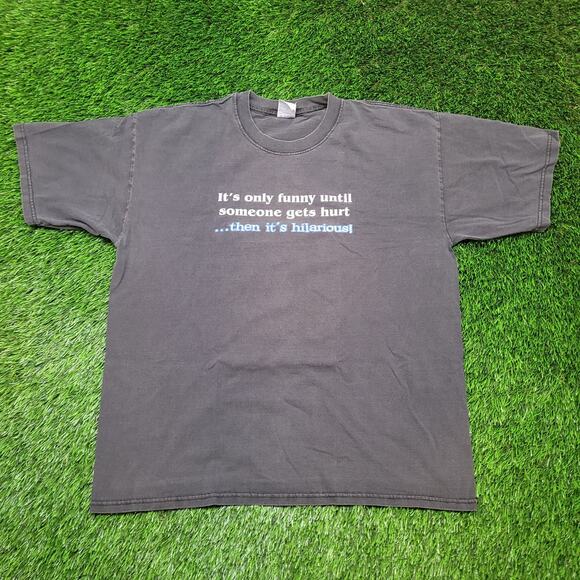 It's only funny until
someone gets hurt
...then it's hilarious!